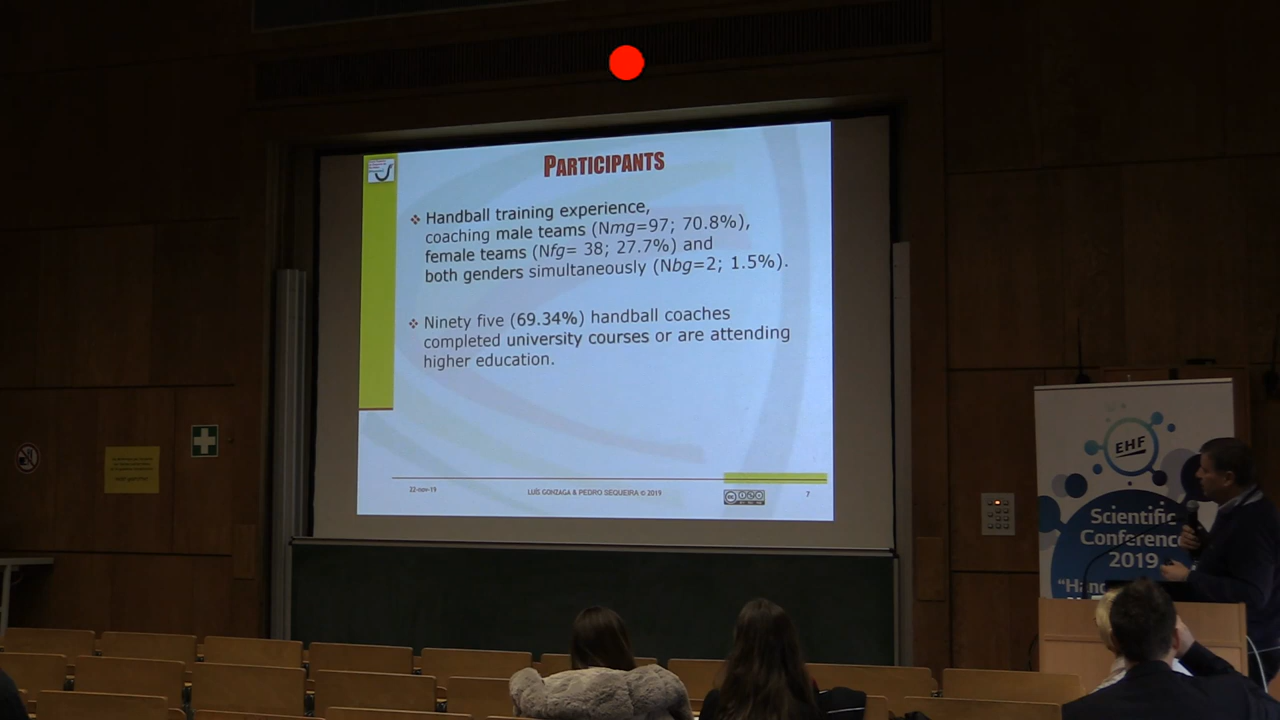 PARTICIPANTS
Handball training experience,
coaching male teams (Nmg=97; 70.8%),
female teams (Nfg= 38; 27.7%) and
both genders simultaneously (Nbg=2; 1.5%).
Ninety five (69.34%) handball coaches
completed university courses or are attending
higher education.
22-nov-19
LUÍS GONZAGA & PEDRO SEQUEIRA © 2019
7
EHF
Scientific
Conference
2019